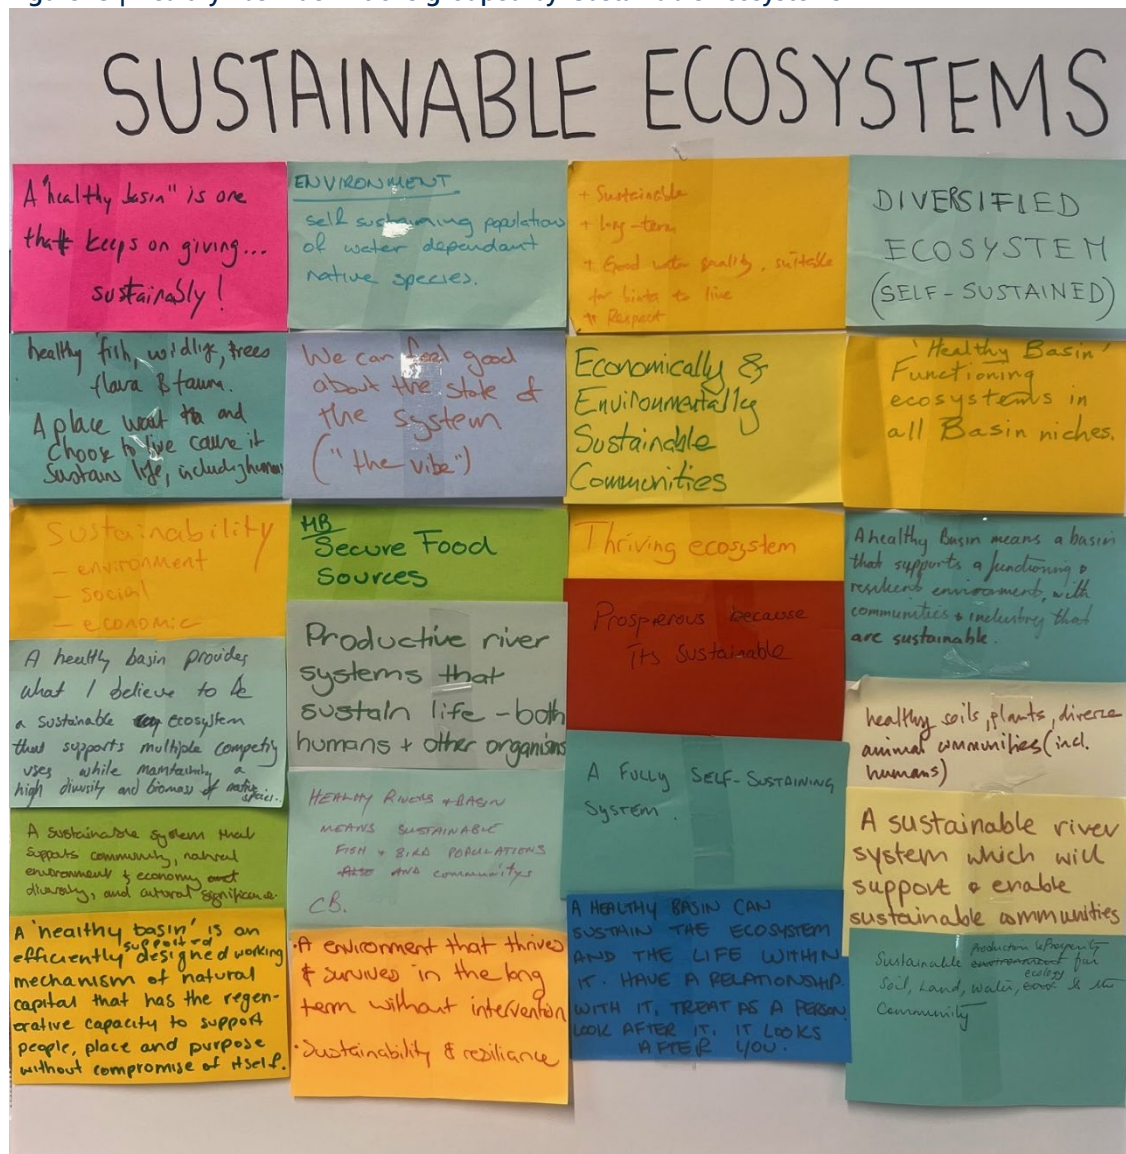 SUSTAINABLE ECOSYSTEMS
A "healthy basin" is one
that keeps on giving...
sustainably!
ENVIRONMENT
self sustaining population
of water dependant
native species.
+ Sustainable
+ long-term
+ Good water quality, suitable
for biota to live
+ Respect
DIVERSIFIED
ECOSYSTEM
(SELF-SUSTAINED)
healthy fish, wildlife, trees
flora & fauna.
A place want to and
choose to live cause it
Sustains life, including humans
We can feel good
about the state of
the system
("the vibe")
Economically &
Environmentally
Sustainable
Communities
'Healthy Basin'
Functioning
ecosystems in
all Basin niches.
Sustainability
- environment
- social
- economic
HB
Secure Food
Sources
Thriving ecosystem
A healthy Basin means a basin
that supports a functioning &
resilient environment, with
communities & industry that
are sustainable.
A healthy basin provides
what I believe to be
a sustainable ecosystem
that supports multiple competing
uses while maintaining a
high diversity and biomass of native
species.
Productive river
systems that
sustain life - both
humans + other organisms
Prosperous because
its sustainable
healthy soils, plants, diverse
animal communities (incl.
humans)
A sustainable system that
supports community, natural
environment & economy and
diversity, and cultural significance.
HEALTHY RIVERS + BASIN
MEANS SUSTAINABLE
FISH + BIRD POPULATIONS
ALSO AND communitys
CB.
A FULLY SELF-SUSTAINING
System.
A sustainable river
system which will
support & enable
sustainable communities
A 'healthy basin' is an
efficiently supported designed working
mechanism of natural
capital that has the regen-
erative capacity to support
people, place and purpose
without compromise of itself.
·A environment that thrives
& survives in the long
term without intervention
·Sustainability & resiliance
A HEALTHY BASIN CAN
SUSTAIN THE ECOSYSTEM
AND THE LIFE WITHIN
IT. HAVE A RELATIONSHIP
WITH IT, TREAT AS A PERSON.
LOOK AFTER IT, IT LOOKS
AFTER YOU.
production & Prosperity
Sustainable environment for
ecology
Soil, Land, water, & the
Community